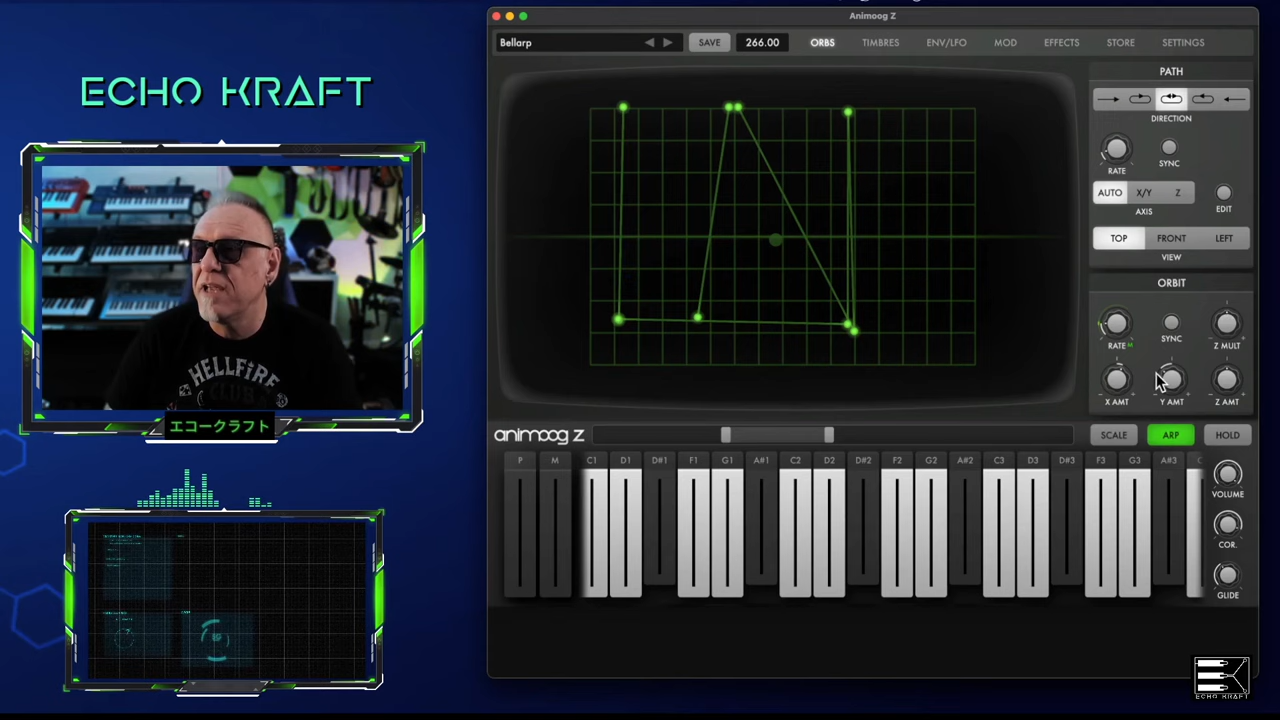 Animoog Z
Bellarp
SAVE
266.00
ORBS
TIMBRES
ENV/LFO
MOD
EFFECTS
STORE
SETTINGS
ECHO KRAFT
HELLFIRE
CLUB
エコークラフト
PATH
DIRECTION
RATE
SYNC
AUTO
X/Y
Z
AXIS
EDIT
TOP
FRONT
LEFT
VIEW
ORBIT
RATE M
SYNC
Z MULT
X AMT
Y AMT
Z AMT
animoog Z
SCALE
ARP
HOLD
P
M
C1
D1
D#1
F1
G1
A#1
C2
D2
D#2
F2
G2
A#2
C3
D3
D#3
F3
G3
A#3
C
VOLUME
COR.
GLIDE
ECHO KRAFT